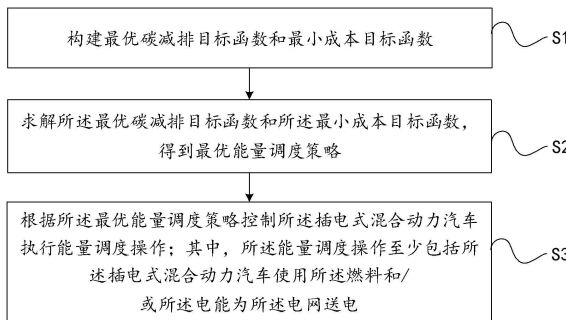 构建最优碳减排目标函数和最小成本目标函数
S1
求解所述最优碳减排目标函数和所述最小成本目标函数，
得到最优能量调度策略
S2
根据所述最优能量调度策略控制所述插电式混合动力汽车
执行能量调度操作；其中，所述能量调度操作至少包括所
述插电式混合动力汽车使用所述燃料和/
或所述电能为所述电网送电
S3